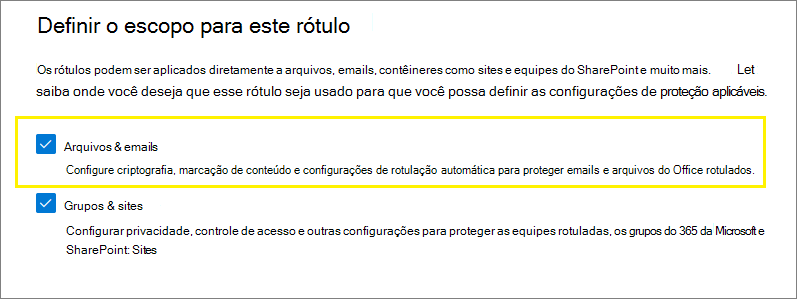 Definir o escopo para este rótulo
Os rótulos podem ser aplicados diretamente a arquivos, emails, contêineres como sites e equipes do SharePoint e muito mais. Let
saiba onde você deseja que esse rótulo seja usado para que você possa definir as configurações de proteção aplicáveis.
Arquivos & emails
Configure criptografia, marcação de conteúdo e configurações de rotulação automática para proteger emails e arquivos do Office rotulados.
Grupos & sites
Configurar privacidade, controle de acesso e outras configurações para proteger as equipes rotuladas, os grupos do 365 da Microsoft e
SharePoint: Sites